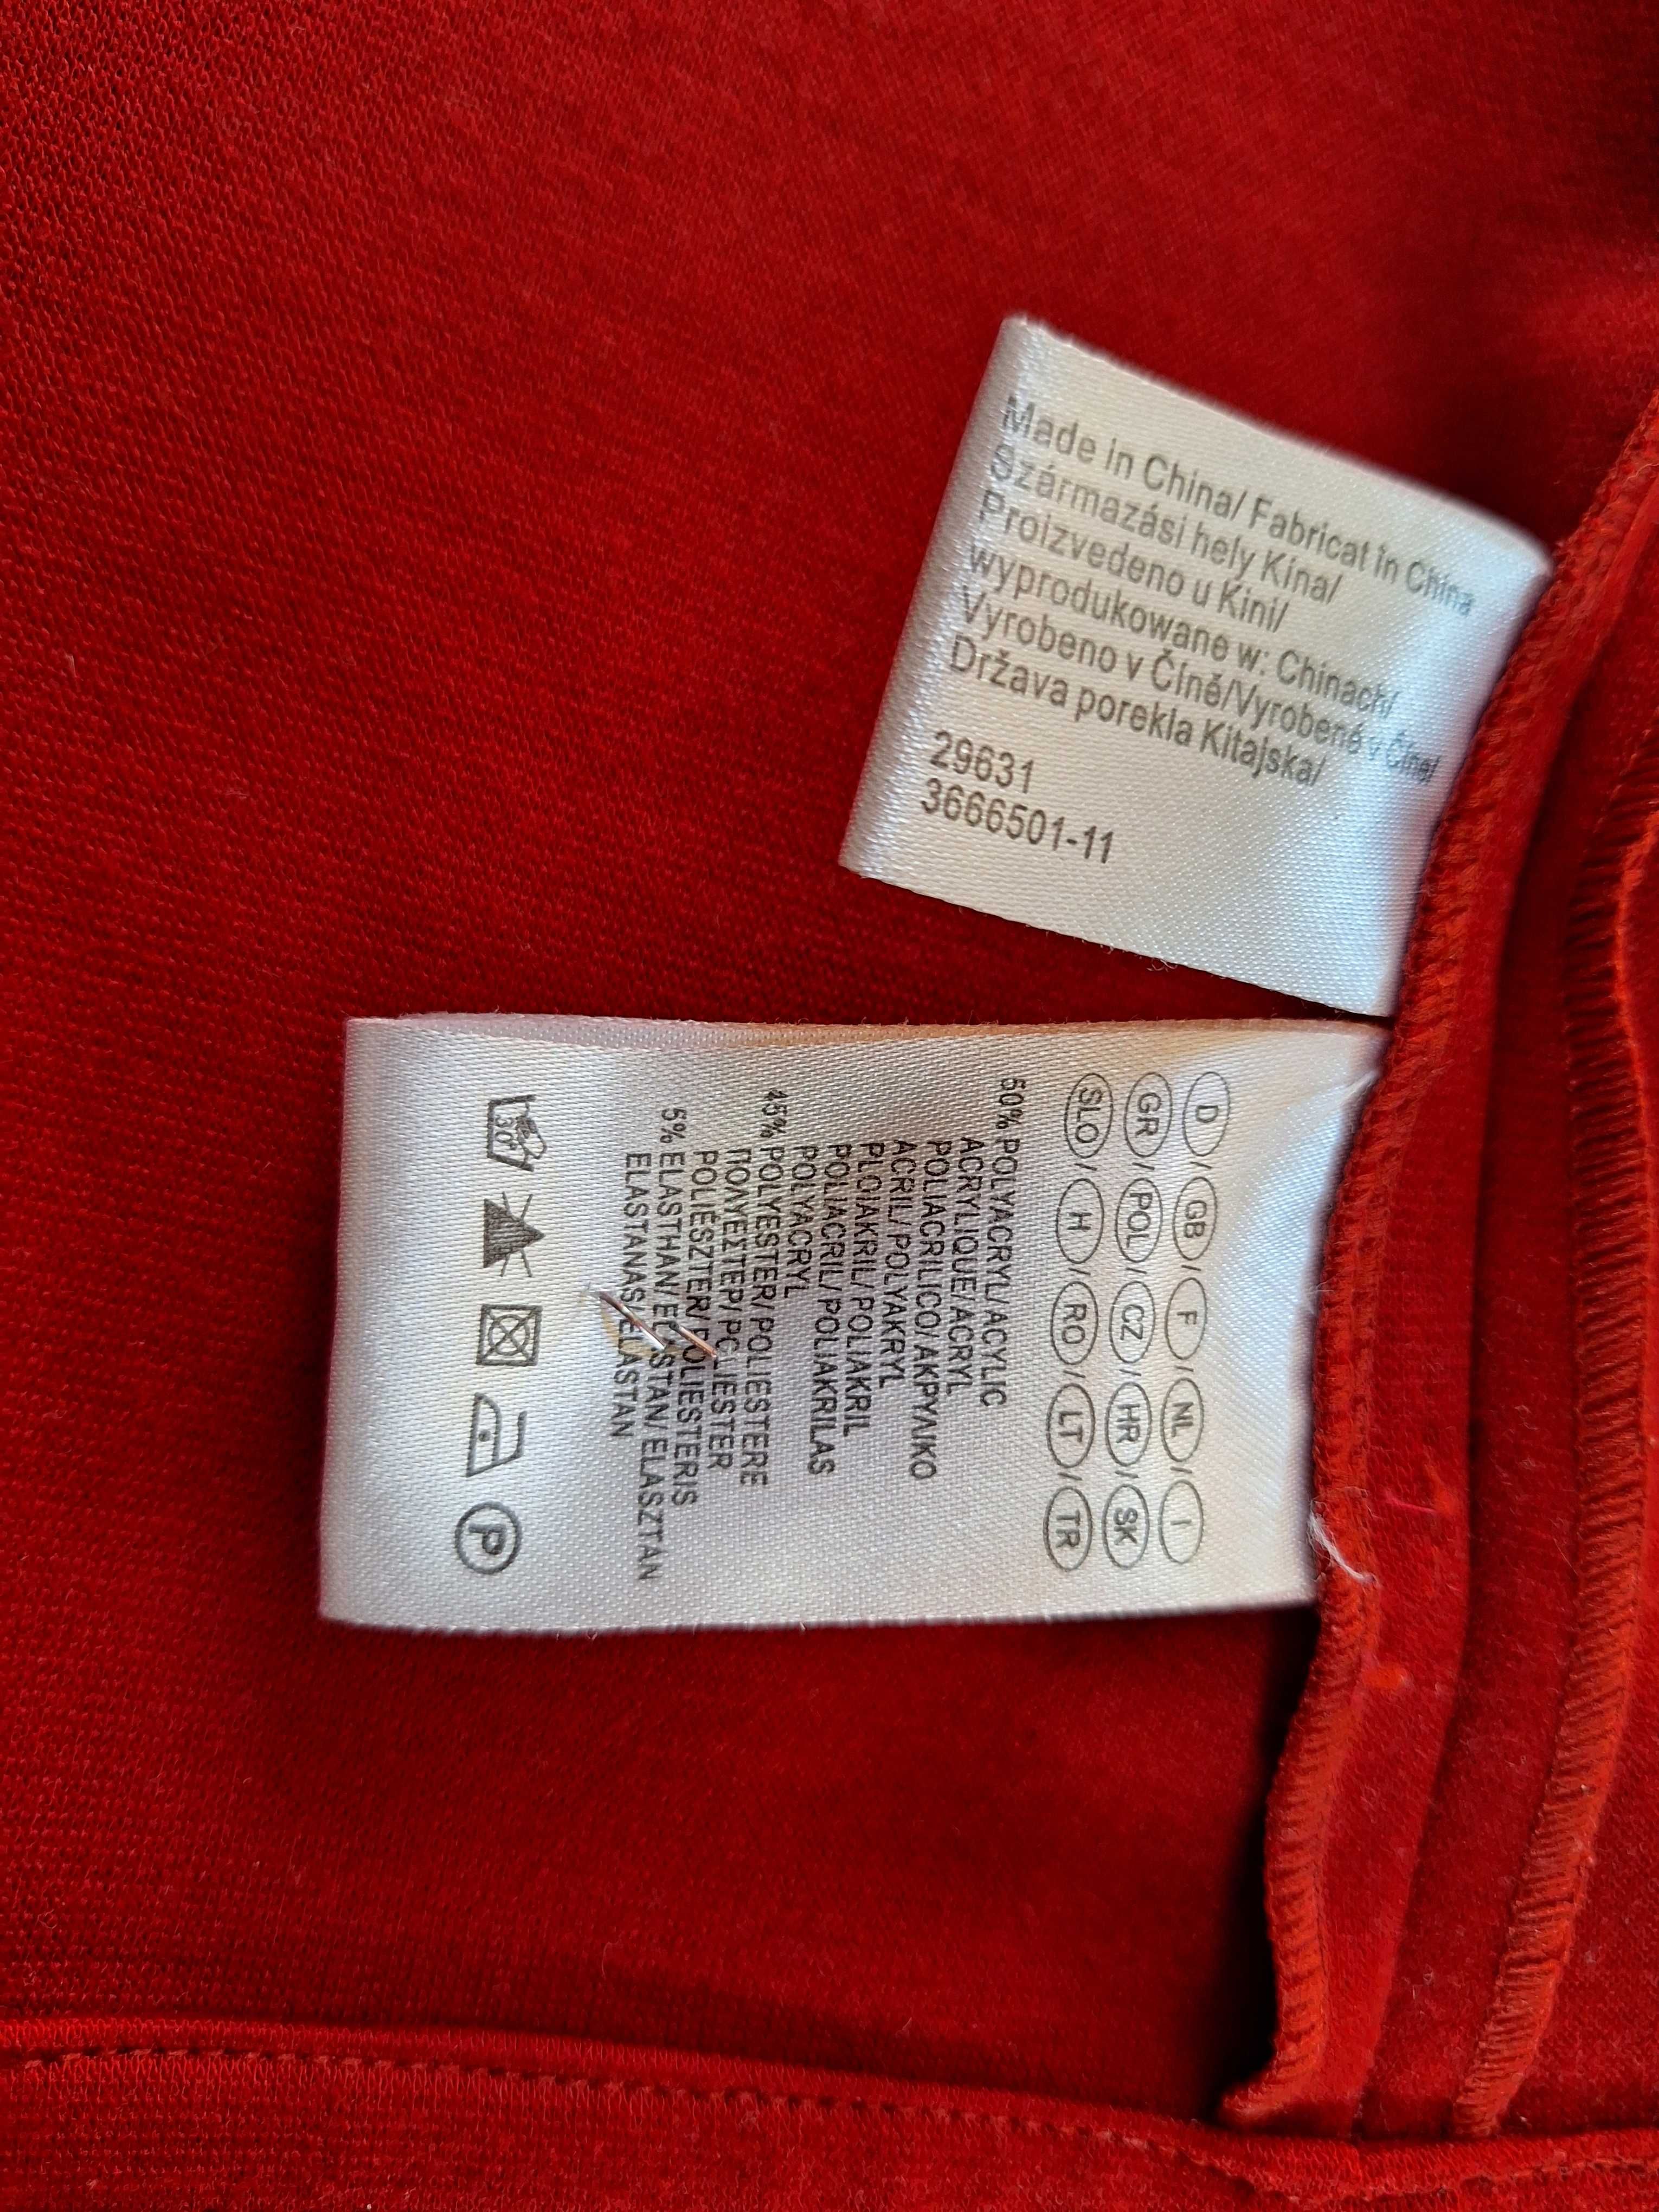 Made in China/ Fabricat în China
Származási hely Kína/
Proizvedeno u Kini/
wyprodukowane w: Chinach/
Vyrobeno v Číně/Vyrobené v Číne/
Država porekla Kitajska/
29631
3666501-11
D/GB/F/NL/I
GR/POL/CZ/HR/SK
SLO/H/RO/LT/TR
50% POLYACRYL/ACYLIC
ACRYLIQUE/ACRYL
POLIACRILICO/ΑΚΡΥΛΙΚΟ
ACRIL/POLYAKRYL
PLOIAKRIL/POLIAKRIL
POLIACRIL/POLIAKRILAS
POLYACRYL
45% POLYESTER/POLIESTERE
ΠΟΛΥΕΣΤΕΡ/POLIESTER
POLIÉSZTER/POLIESTERIS
5% ELASTHAN/ELASTAN/ELASZTAN
ELASTANAS/ELASTAN
30°
P